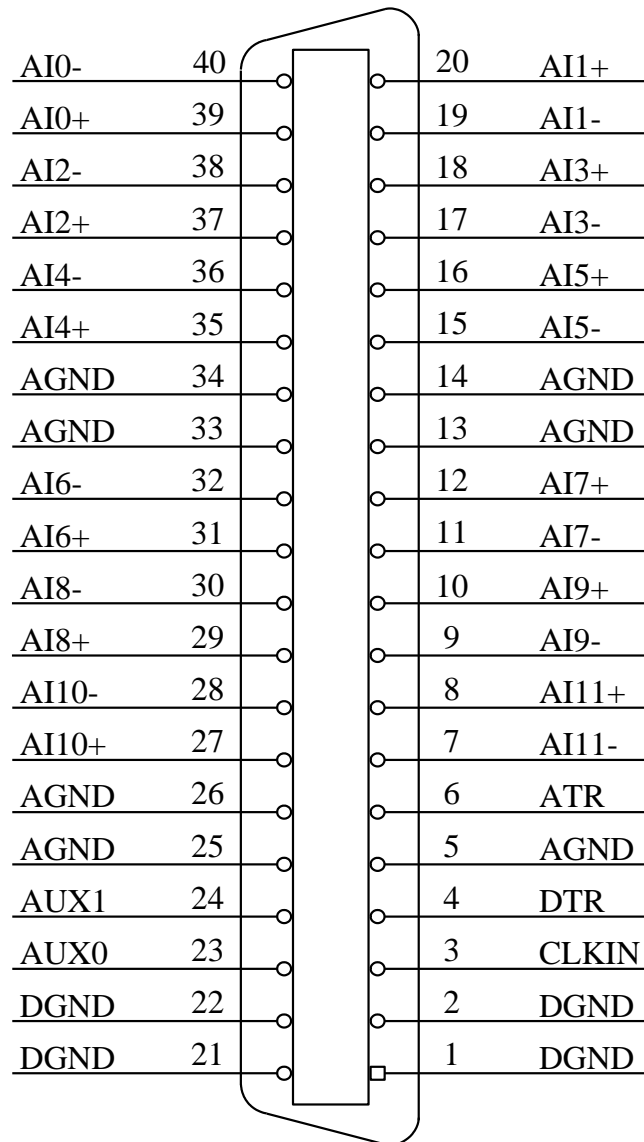 AI0- 40 20 AI1+
AI0+ 39 19 AI1-
AI2- 38 18 AI3+
AI2+ 37 17 AI3-
AI4- 36 16 AI5+
AI4+ 35 15 AI5-
AGND 34 14 AGND
AGND 33 13 AGND
AI6- 32 12 AI7+
AI6+ 31 11 AI7-
AI8- 30 10 AI9+
AI8+ 29 9 AI9-
AI10- 28 8 AI11+
AI10+ 27 7 AI11-
AGND 26 6 ATR
AGND 25 5 AGND
AUX1 24 4 DTR
AUX0 23 3 CLKIN
DGND 22 2 DGND
DGND 21 1 DGND